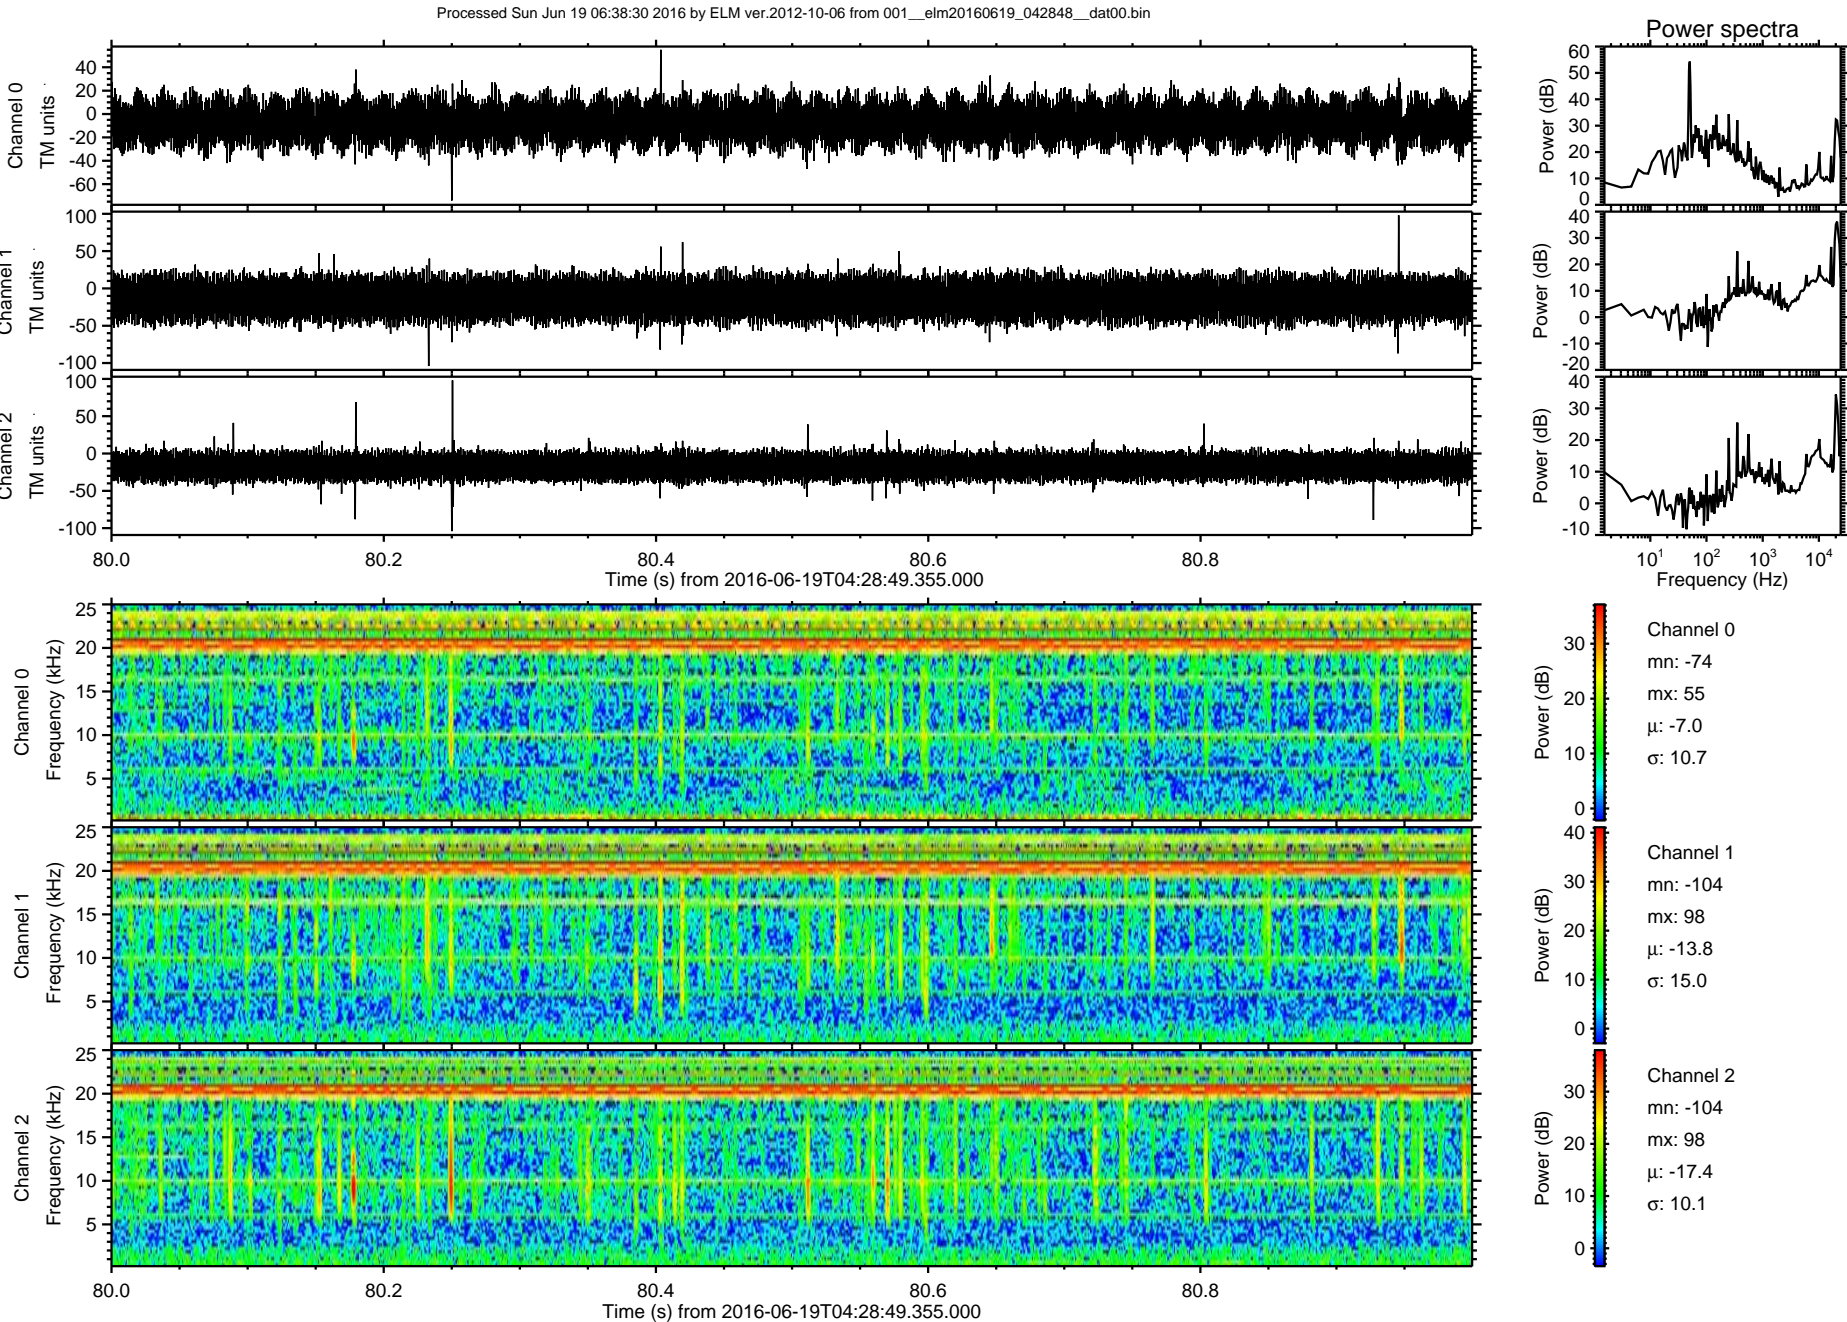 Processed Sun Jun 19 06:38:30 2016 by ELM ver.2012-10-06 from 001__elm20160619_042848__dat00.bin
Power spectra
Channel 0
TM units
40
20
0
-20
-40
-60
Power (dB)
60
50
40
30
20
10
0
Channel 1
TM units
100
50
0
-50
-100
Power (dB)
40
30
20
10
0
-10
-20
Channel 2
TM units
100
50
0
-50
-100
Power (dB)
40
30
20
10
0
-10
80.0 80.2 80.4 80.6 80.8
Time (s) from 2016-06-19T04:28:49.355.000
10^1 10^2 10^3 10^4
Frequency (Hz)
Channel 0
Frequency (kHz)
25
20
15
10
5
Power (dB)
30
20
10
0
Channel 0
mn: -74
mx: 55
μ: -7.0
σ: 10.7
Channel 1
Frequency (kHz)
25
20
15
10
5
Power (dB)
40
30
20
10
0
Channel 1
mn: -104
mx: 98
μ: -13.8
σ: 15.0
Channel 2
Frequency (kHz)
25
20
15
10
5
Power (dB)
30
20
10
0
Channel 2
mn: -104
mx: 98
μ: -17.4
σ: 10.1
80.0 80.2 80.4 80.6 80.8
Time (s) from 2016-06-19T04:28:49.355.000